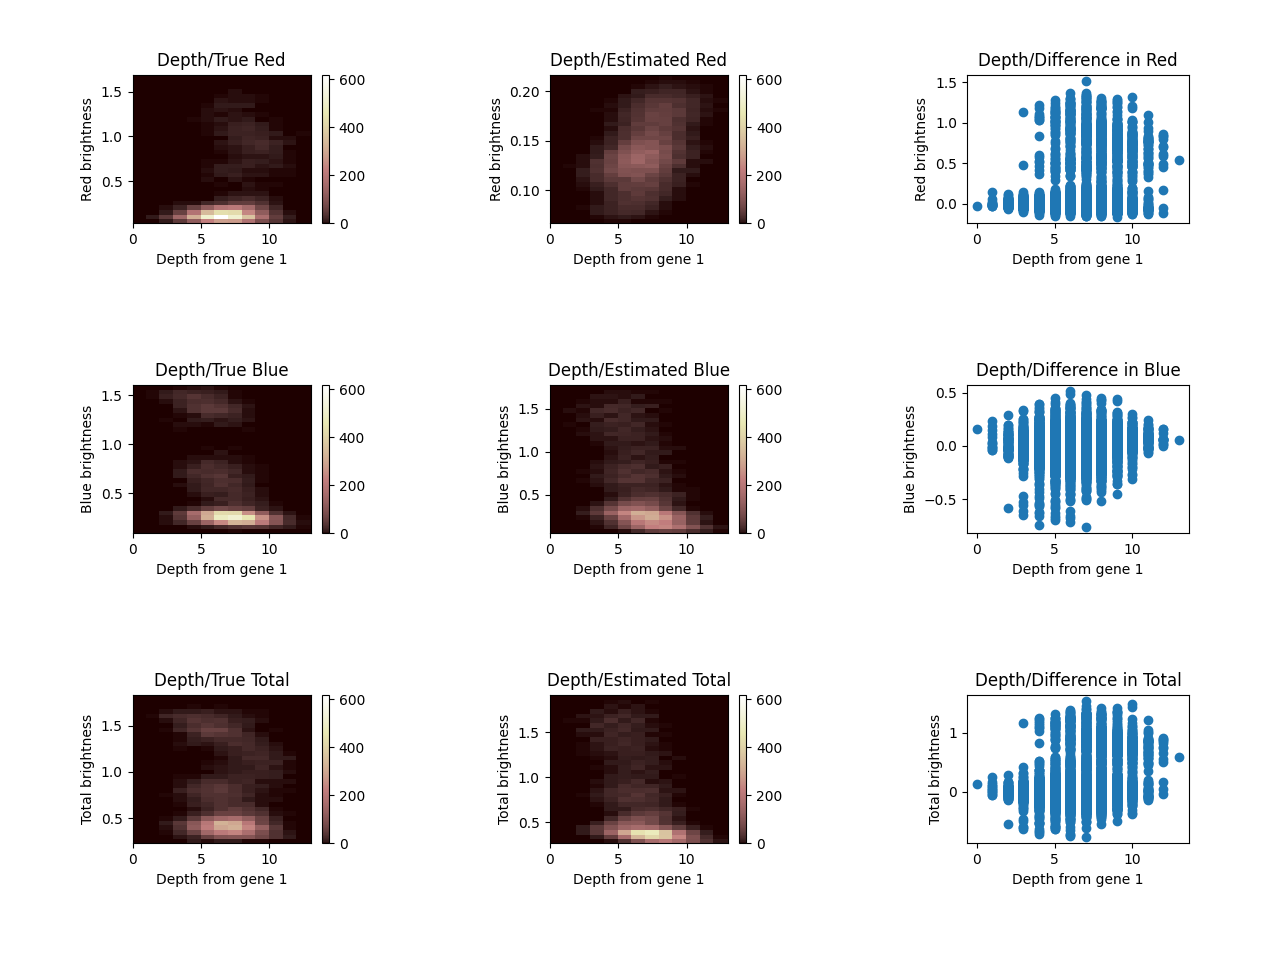 Depth/True Red
Red brightness
1.5
1.0
0.5
0 5 10
Depth from gene 1
600
400
200
0
Depth/Estimated Red
Red brightness
0.20
0.15
0.10
0 5 10
Depth from gene 1
600
400
200
0
Depth/Difference in Red
Red brightness
1.5
1.0
0.5
0.0
0 5 10
Depth from gene 1
Depth/True Blue
Blue brightness
1.5
1.0
0.5
0 5 10
Depth from gene 1
600
400
200
0
Depth/Estimated Blue
Blue brightness
1.5
1.0
0.5
0 5 10
Depth from gene 1
600
400
200
0
Depth/Difference in Blue
Blue brightness
0.5
0.0
−0.5
0 5 10
Depth from gene 1
Depth/True Total
Total brightness
1.5
1.0
0.5
0 5 10
Depth from gene 1
600
400
200
0
Depth/Estimated Total
Total brightness
1.5
1.0
0.5
0 5 10
Depth from gene 1
600
400
200
0
Depth/Difference in Total
Total brightness
1
0
0 5 10
Depth from gene 1